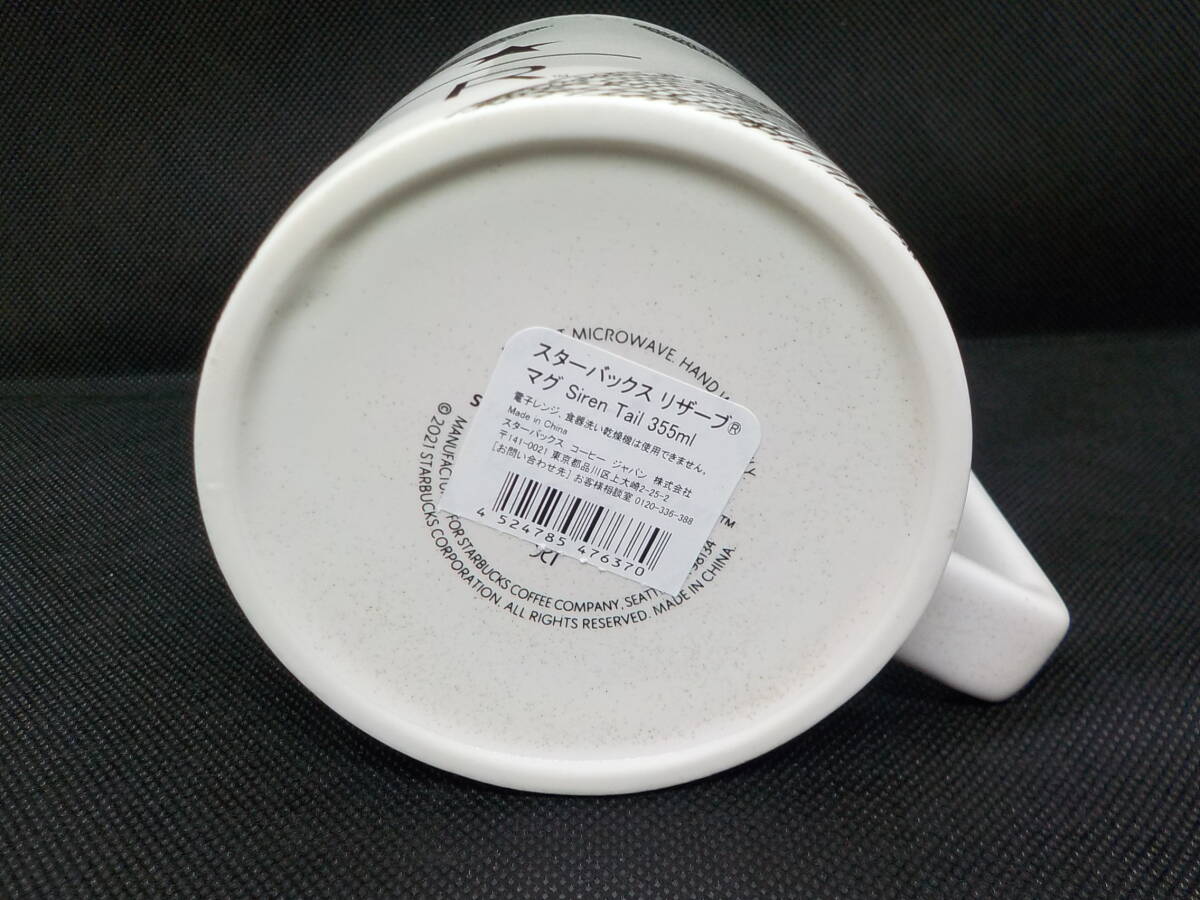 R
MICROWAVE. HAND
スターバックス リザーブ®
マグ Siren Tail 355ml
電子レンジ、食器洗い乾燥機は使用できません。
Made in China
スターバックス コーヒー ジャパン 株式会社
〒141-0021 東京都品川区上大崎2-25-2
[お問い合わせ先] お客様相談室 0120-336-388
4 524785 476370
FOR STARBUCKS COFFEE COMPANY,
98134
TM
©2021 STARBUCKS CORPORATION. ALL RIGHTS RESERVED. MADE IN CHINA.